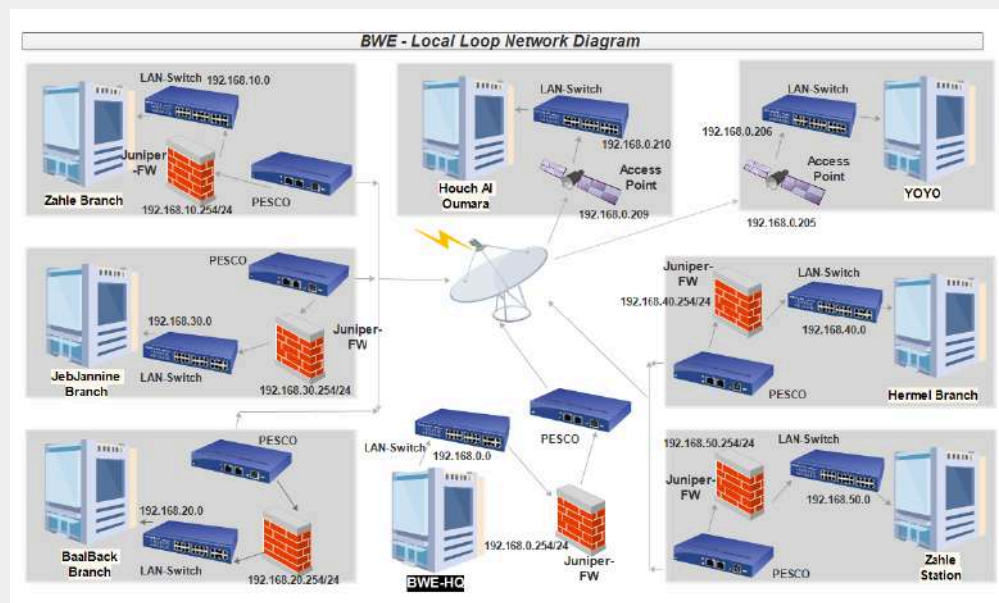 BWE - Local Loop Network Diagram
LAN-Switch
192.168.10.0
Juniper
-FW
Zahle Branch
192.168.10.254/24
PESCO
LAN-Switch
192.168.0.210
Houch Al
Oumara
Access
Point
192.168.0.209
LAN-Switch
192.168.0.206
Access
Point
YOYO
192.168.0.205
PESCO
192.168.30.0
Juniper-
FW
JebJannine
Branch
LAN-Switch
192.168.30.254/24
Juniper-
FW
LAN-Switch
192.168.40.254/24
192.168.40.0
PESCO
Hermel Branch
PESCO
192.168.20.0
BaalBack
Branch
LAN-Switch
192.168.20.254/24
LAN-Switch
192.168.0.0
PESCO
192.168.0.254/24
Juniper-
FW
BWE-HQ
192.168.50.254/24
LAN-Switch
Juniper-
FW
192.168.50.0
PESCO
Zahle
Station